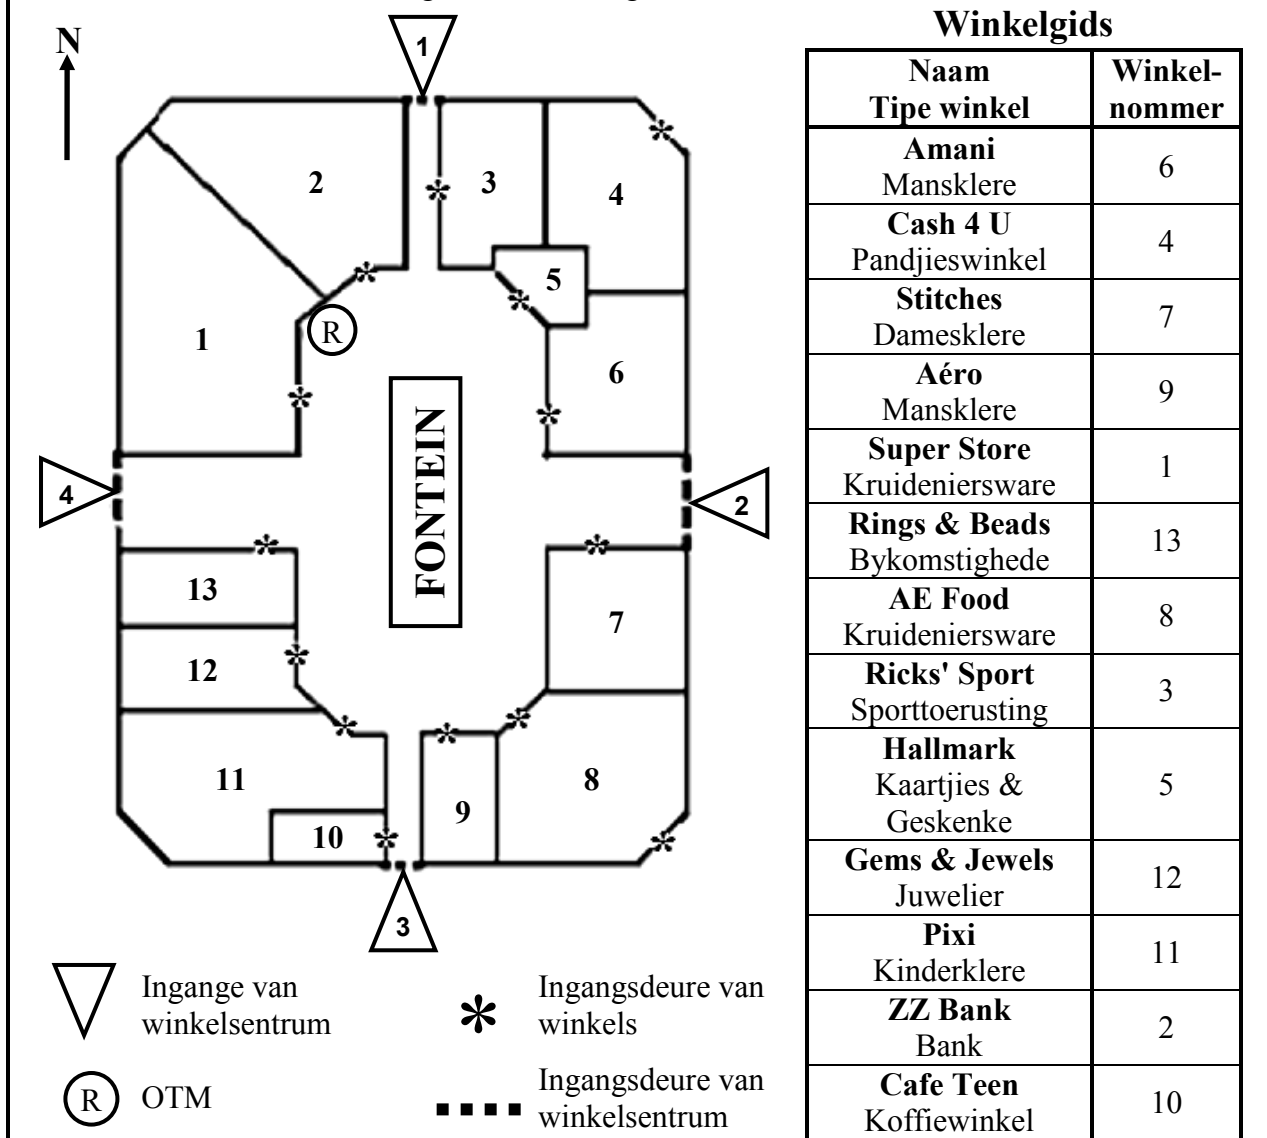 Winkelgids
N
1
2
3
4
5
1
6
R
FONTEIN
4
2
13
7
12
11
8
9
10
3
Ingange van
winkelsentrum
Ingangsdeure van
winkels
R
OTM
Ingangsdeure van
winkelsentrum
Naam
Tipe winkel
Winkel-
nommer
Amani
Mansklere
6
Cash 4 U
Pandjieswinkel
4
Stitches
Damesklere
7
Aéro
Mansklere
9
Super Store
Kruideniersware
1
Rings & Beads
Bykomstighede
13
AE Food
Kruideniersware
8
Ricks' Sport
Sporttoerusting
3
Hallmark
Kaartjies &
Geskenke
5
Gems & Jewels
Juwelier
12
Pixi
Kinderklere
11
ZZ Bank
Bank
2
Cafe Teen
Koffiewinkel
10